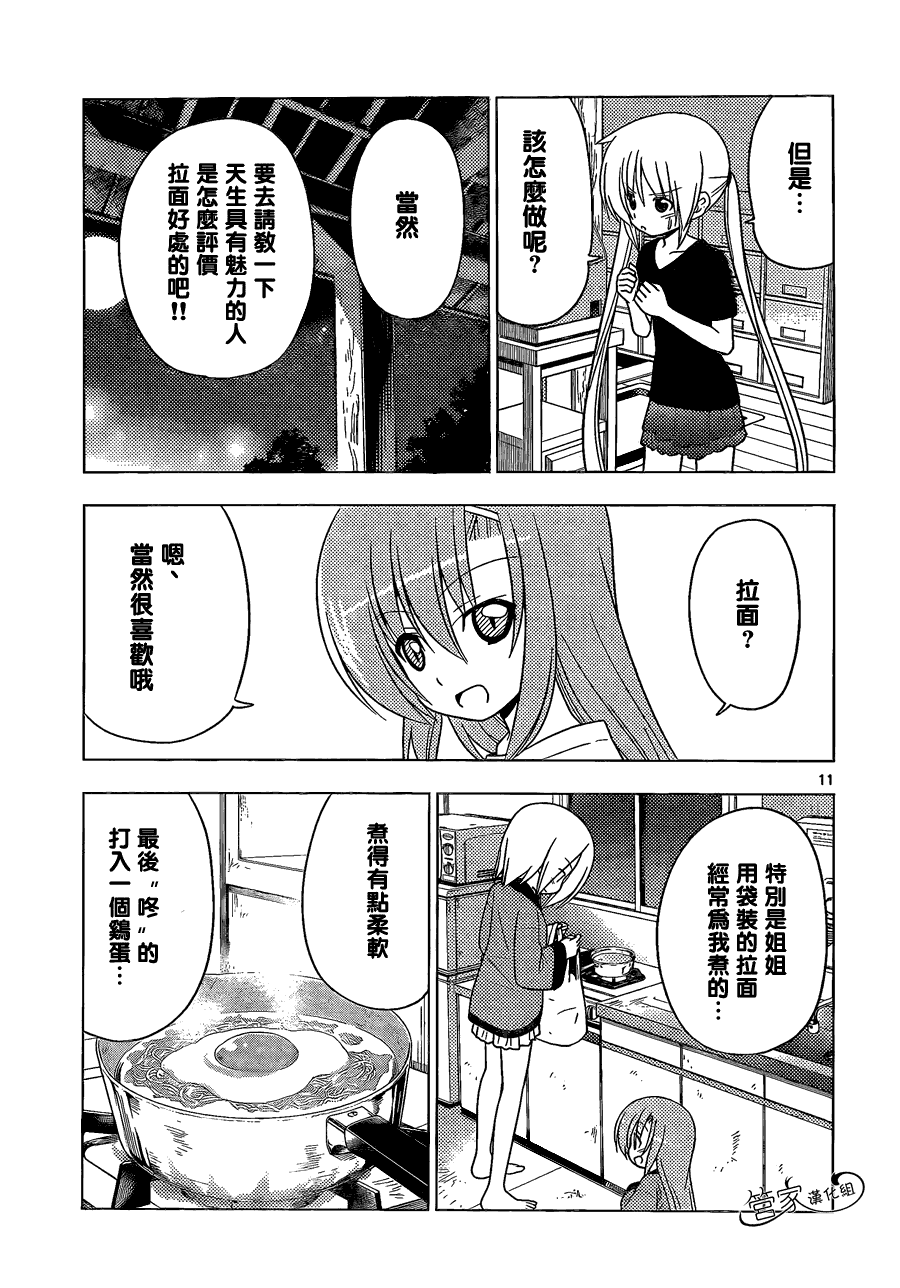 但是…
該怎麼做呢?
當然
要去請教一下
天生具有魅力的人
是怎麼評價
拉面好處的吧!!
拉面?
嗯、
當然很喜歡哦
11
特別是姐姐
用袋裝的拉面
經常為我煮的…
煮得有點柔軟
最後〝咚〞的
打入一個鷄蛋…
管家漢化組